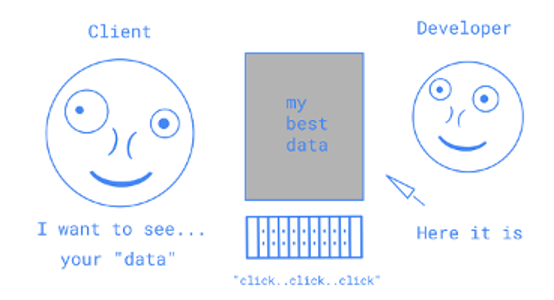 Client
Developer
my
best
data
I want to see...
your "data"
Here it is
"click..click..click"